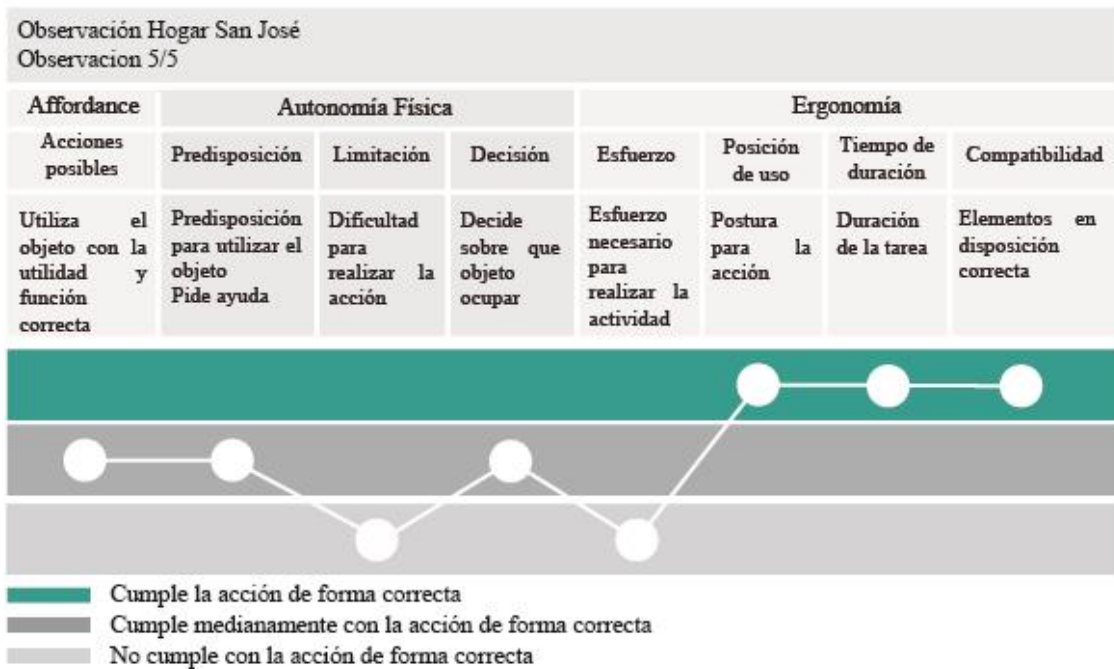 Observación Hogar San José
Observacion 5/5
Affordance
Autonomía Física
Ergonomía
Acciones
posibles
Predisposición
Limitación
Decisión
Esfuerzo
Posición
de uso
Tiempo de
duración
Compatibilidad
Utiliza el
objeto con la
utilidad y
función
correcta
Predisposición
para utilizar el
objeto
Pide ayuda
Dificultad
para
realizar la
acción
Decide
sobre que
objeto
ocupar
Esfuerzo
necesario
para
realizar la
actividad
Postura
para la
acción
Duración
de la tarea
Elementos en
disposición
correcta
Cumple la acción de forma correcta
Cumple medianamente con la acción de forma correcta
No cumple con la acción de forma correcta